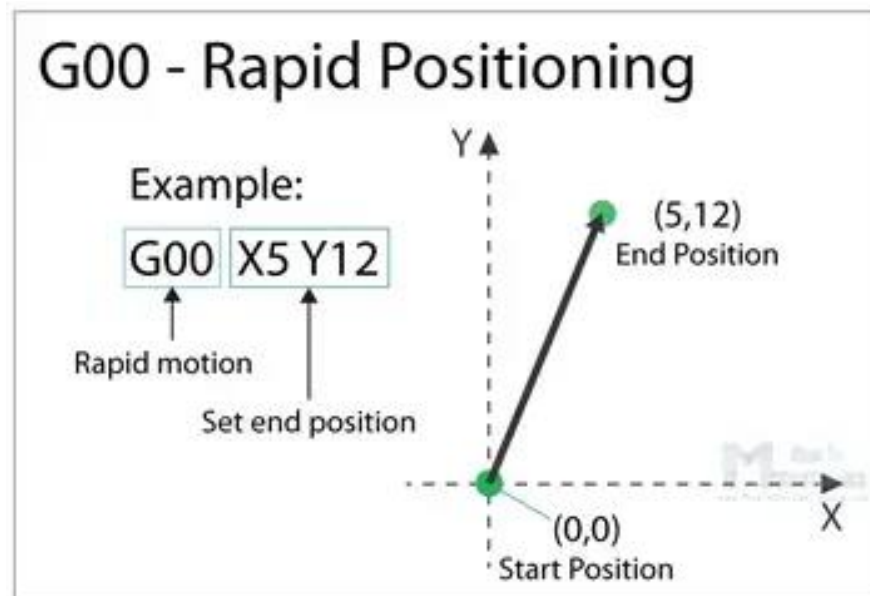 G00 - Rapid Positioning
Example:
G00 X5 Y12
Rapid motion
Set end position
Y
(5,12)
End Position
X
(0,0)
Start Position